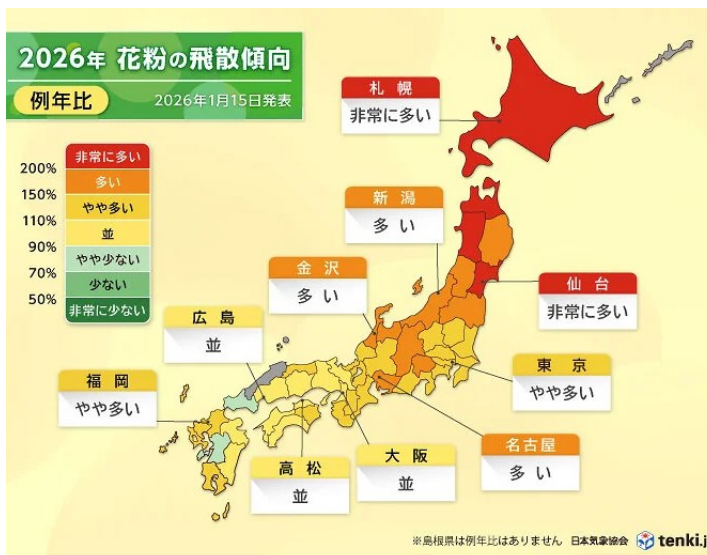 2026年 花粉の飛散傾向
例年比
2026年1月15日発表
非常に多い
200%
多い
150%
やや多い
110%
並
90%
やや少ない
70%
少ない
50%
非常に少ない
札幌
非常に多い
新潟
多い
金沢
多い
仙台
非常に多い
広島
並
福岡
やや多い
東京
やや多い
名古屋
多い
高松
並
大阪
並
※島根県は例年比はありません 日本気象協会 tenki.j